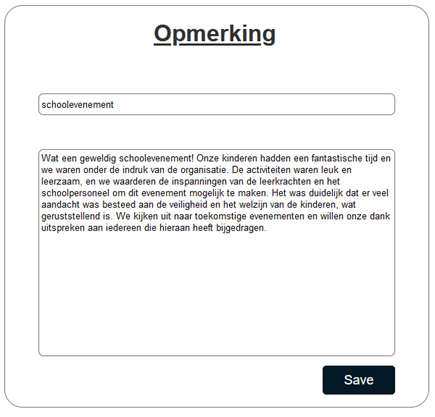 Opmerking
schoolevenement
Wat een geweldig schoolevenement! Onze kinderen hadden een fantastische tijd en
we waren onder de indruk van de organisatie. De activiteiten waren leuk en
leerzaam, en we waarderen de inspanningen van de leerkrachten en het
schoolpersoneel om dit evenement mogelijk te maken. Het was duidelijk dat er veel
aandacht was besteed aan de veiligheid en het welzijn van de kinderen, wat
geruststellend is. We kijken uit naar toekomstige evenementen en willen onze dank
uitspreken aan iedereen die hieraan heeft bijgedragen.
Save